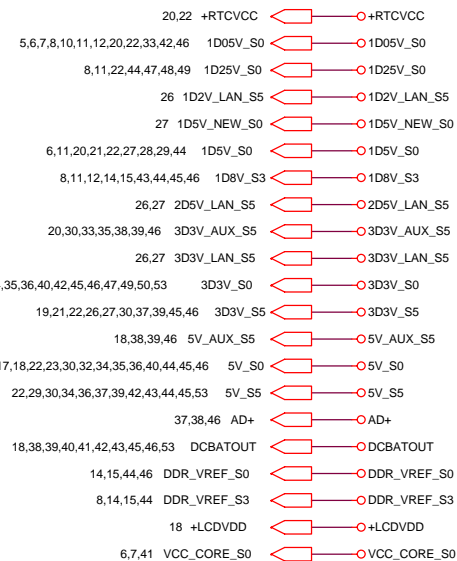 20,22 +RTCVCC +RTCVCC
5,6,7,8,10,11,12,20,22,33,42,46 1D05V_S0 1D05V_S0
8,11,22,44,47,48,49 1D25V_S0 1D25V_S0
26 1D2V_LAN_S5 1D2V_LAN_S5
27 1D5V_NEW_S0 1D5V_NEW_S0
6,11,20,21,22,27,28,29,44 1D5V_S0 1D5V_S0
8,11,12,14,15,43,44,45,46 1D8V_S3 1D8V_S3
26,27 2D5V_LAN_S5 2D5V_LAN_S5
20,30,33,35,38,39,46 3D3V_AUX_S5 3D3V_AUX_S5
26,27 3D3V_LAN_S5 3D3V_LAN_S5
,35,36,40,42,45,46,47,49,50,53 3D3V_S0 3D3V_S0
19,21,22,26,27,30,37,39,45,46 3D3V_S5 3D3V_S5
18,38,39,46 5V_AUX_S5 5V_AUX_S5
17,18,22,23,30,32,34,35,36,40,44,45,46 5V_S0 5V_S0
22,29,30,34,36,37,39,42,43,44,45,53 5V_S5 5V_S5
37,38,46 AD+ AD+
18,38,39,40,41,42,43,45,46,53 DCBATOUT DCBATOUT
14,15,44,46 DDR_VREF_S0 DDR_VREF_S0
8,14,15,44 DDR_VREF_S3 DDR_VREF_S3
18 +LCDVDD +LCDVDD
6,7,41 VCC_CORE_S0 VCC_CORE_S0